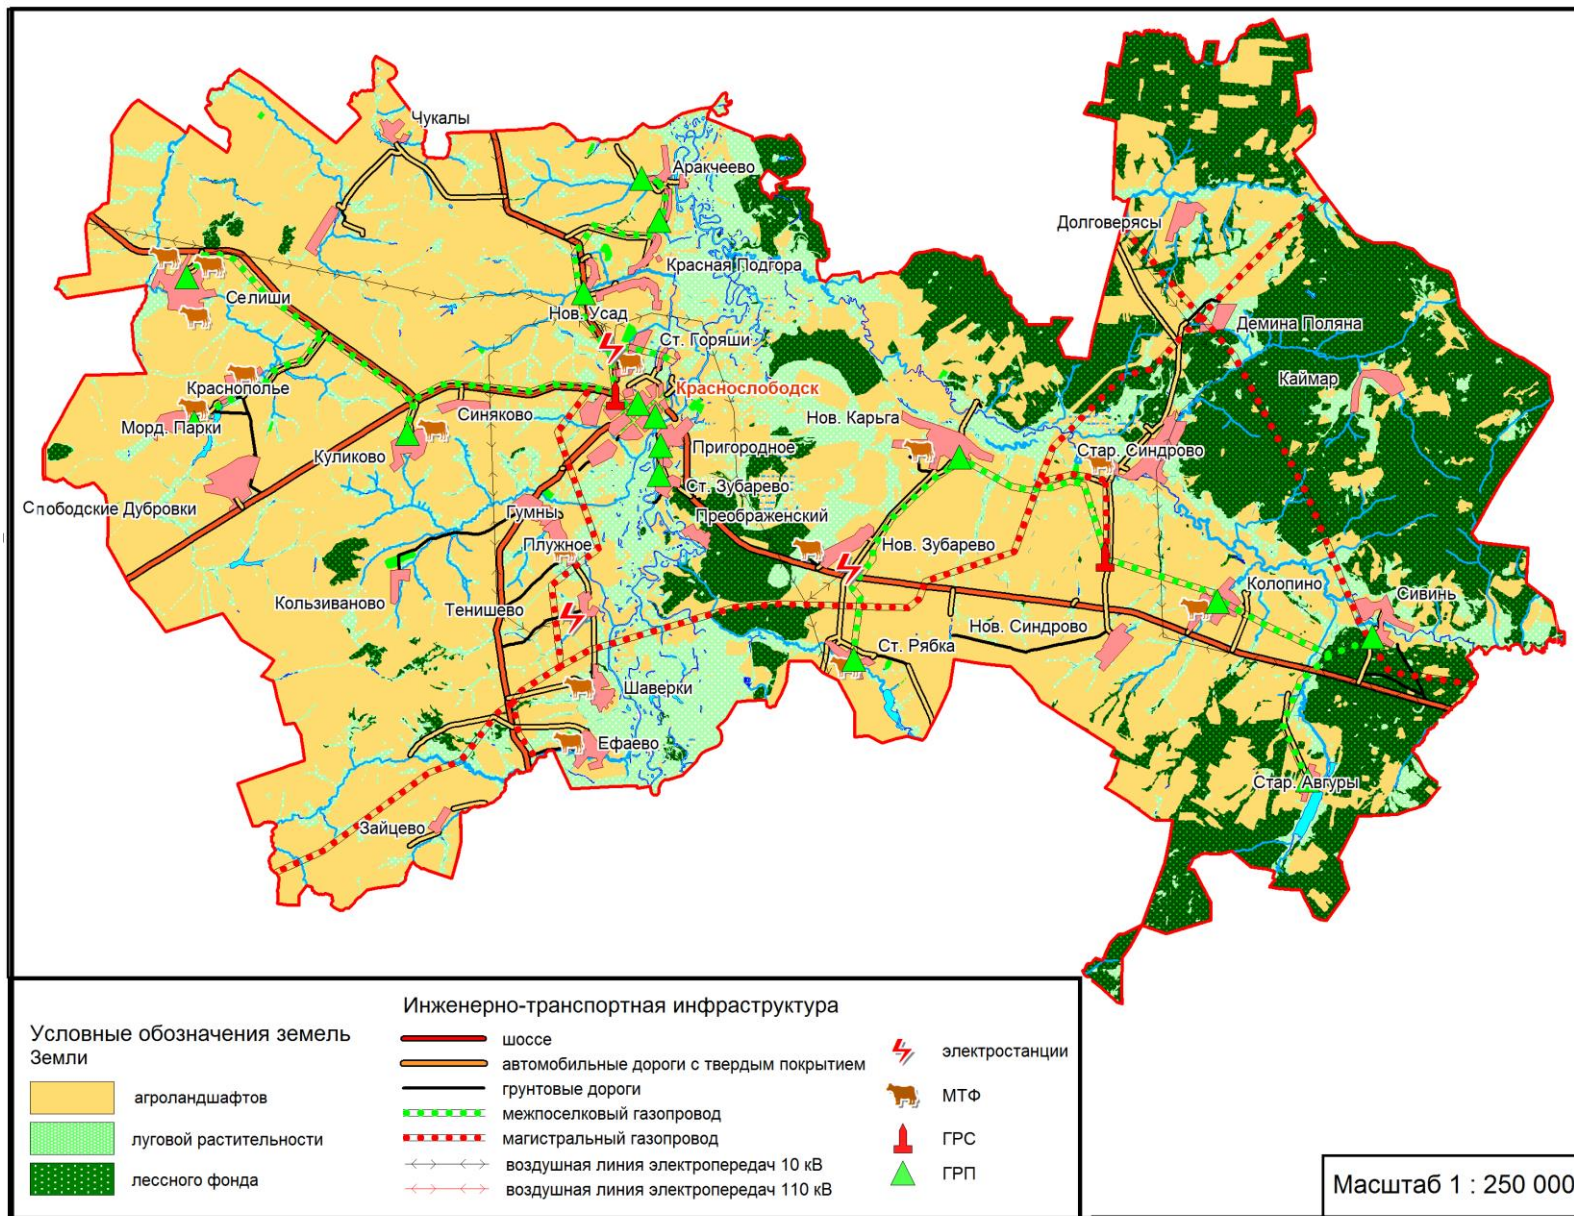 Чукалы
Аракчеево
Долговерясы
Красная Подгора
Селищи
Нов. Усад
Демина Поляна
Ст. Горяши
Каймар
Краснополье
Краснослободск
Синяково
Нов. Карьга
Морд. Парки
Куликово
Пригородное
Стар. Синдрово
Ст. Зубарево
Слободские Дубровки
Гумны
Преображенский
Плужное
Нов. Зубарево
Кользиваново
Тенишево
Колопино
Сивинь
Нов. Синдрово
Ст. Рябка
Шаверки
Ефаево
Стар. Авгуры
Зайцево
Условные обозначения земель
Земли
агроландшафтов
луговой растительности
лессного фонда
Инженерно-транспортная инфраструктура
шоссе
автомобильные дороги с твердым покрытием
грунтовые дороги
межпоселковый газопровод
магистральный газопровод
воздушная линия электропередач 10 кВ
воздушная линия электропередач 110 кВ
электростанции
МТФ
ГРС
ГРП
Масштаб 1 : 250 000